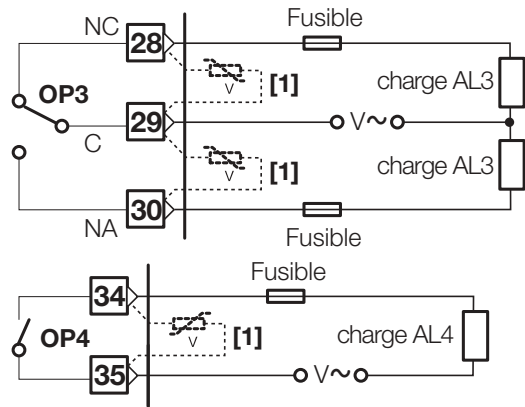 NC
28
Fusible
V
[1]
charge AL3
OP3
29
C
V~
V
[1]
charge AL3
30
NA
Fusible
34
Fusible
V
[1]
charge AL4
OP4
35
V~